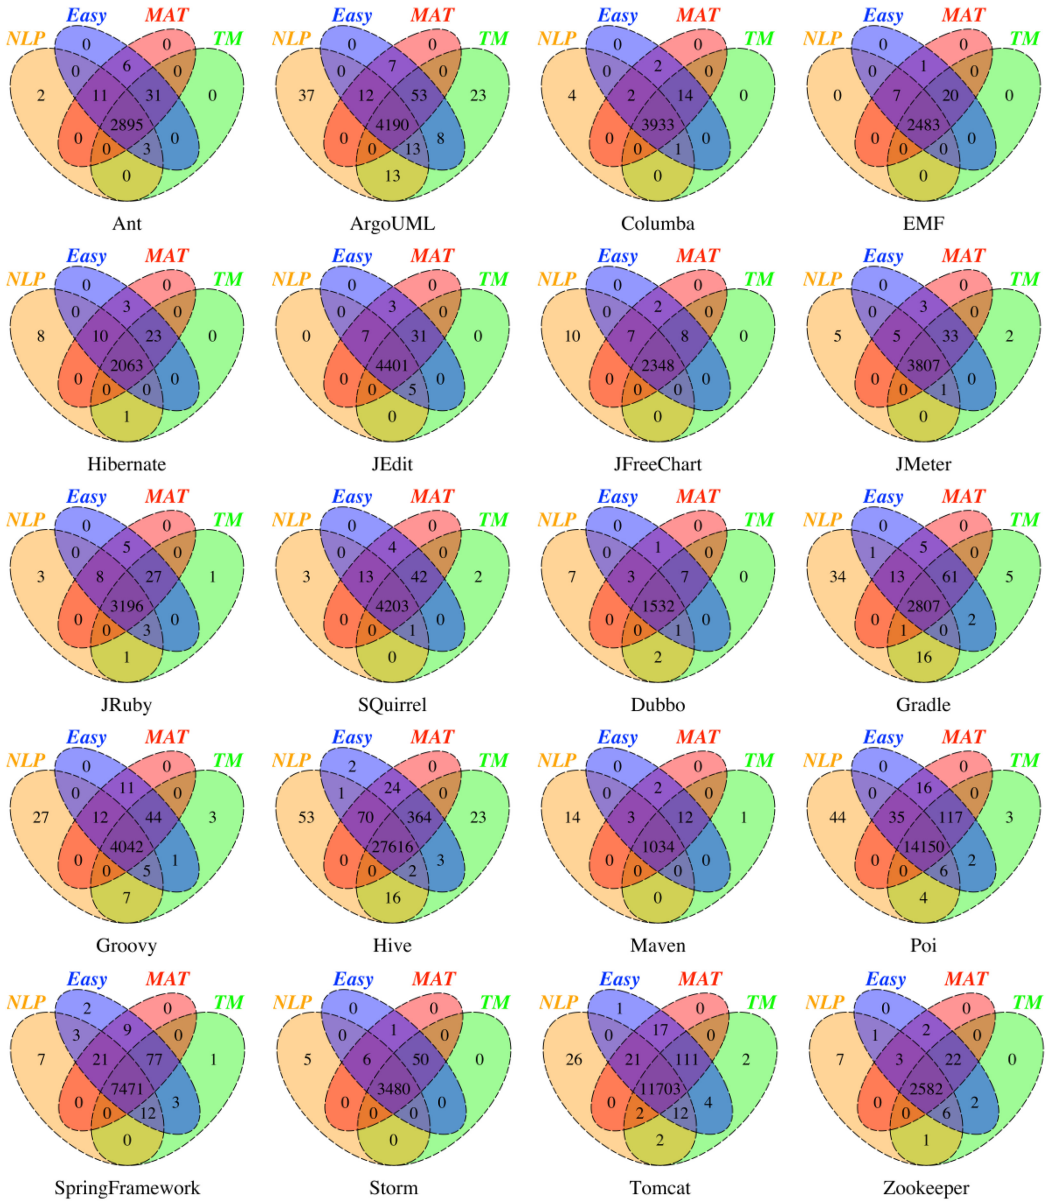 Easy MAT Easy MAT Easy MAT Easy MAT
NLP TM NLP TM NLP TM NLP TM
0 0 0 0 0 0 0 0
6 7 2 1
0 0 0 0 0 0 0 0
2 11 31 0 37 12 53 23 4 2 14 0 0 7 20 0
2895 4190 3933 2483
0 0 0 8 0 0 0 0
0 3 0 13 0 1 0 0
0 13 0 0
Ant ArgoUML Columba EMF
Easy MAT Easy MAT Easy MAT Easy MAT
NLP TM NLP TM NLP TM NLP TM
0 0 0 0 0 0 0 0
3 3 2 3
0 0 0 0 0 0 0 0
8 10 23 0 0 7 31 0 10 7 8 0 5 5 33 2
2063 4401 2348 3807
0 0 0 0 0 0 0 0
0 0 0 5 0 0 0 1
1 0 0 0
Hibernate JEdit JFreeChart JMeter
Easy MAT Easy MAT Easy MAT Easy MAT
NLP TM NLP TM NLP TM NLP TM
0 0 0 0 0 0 0 0
5 4 1 5
0 0 0 0 0 0 1 0
3 8 27 1 3 13 42 2 7 3 7 0 34 13 61 5
3196 4203 1532 2807
0 0 0 0 0 0 0 2
0 3 0 1 0 1 1 0
1 0 2 16
JRuby SQuirrel Dubbo Gradle
Easy MAT Easy MAT Easy MAT Easy MAT
NLP TM NLP TM NLP TM NLP TM
0 0 2 0 0 0 0 0
11 24 2 16
0 0 1 0 0 0 0 0
27 12 44 3 53 70 364 23 14 3 12 1 44 35 117 3
4042 27616 1034 14150
0 1 0 3 0 0 0 2
0 5 0 2 0 0 0 6
7 16 0 4
Groovy Hive Maven Poi
Easy MAT Easy MAT Easy MAT Easy MAT
NLP TM NLP TM NLP TM NLP TM
2 0 0 0 1 0 0 0
9 1 17 2
3 0 0 0 0 0 1 0
7 21 77 1 5 6 50 0 26 21 111 2 7 3 22 0
7471 3480 11703 2582
0 3 0 0 0 4 0 2
0 12 0 0 2 12 0 6
0 0 2 1
SpringFramework Storm Tomcat Zookeeper